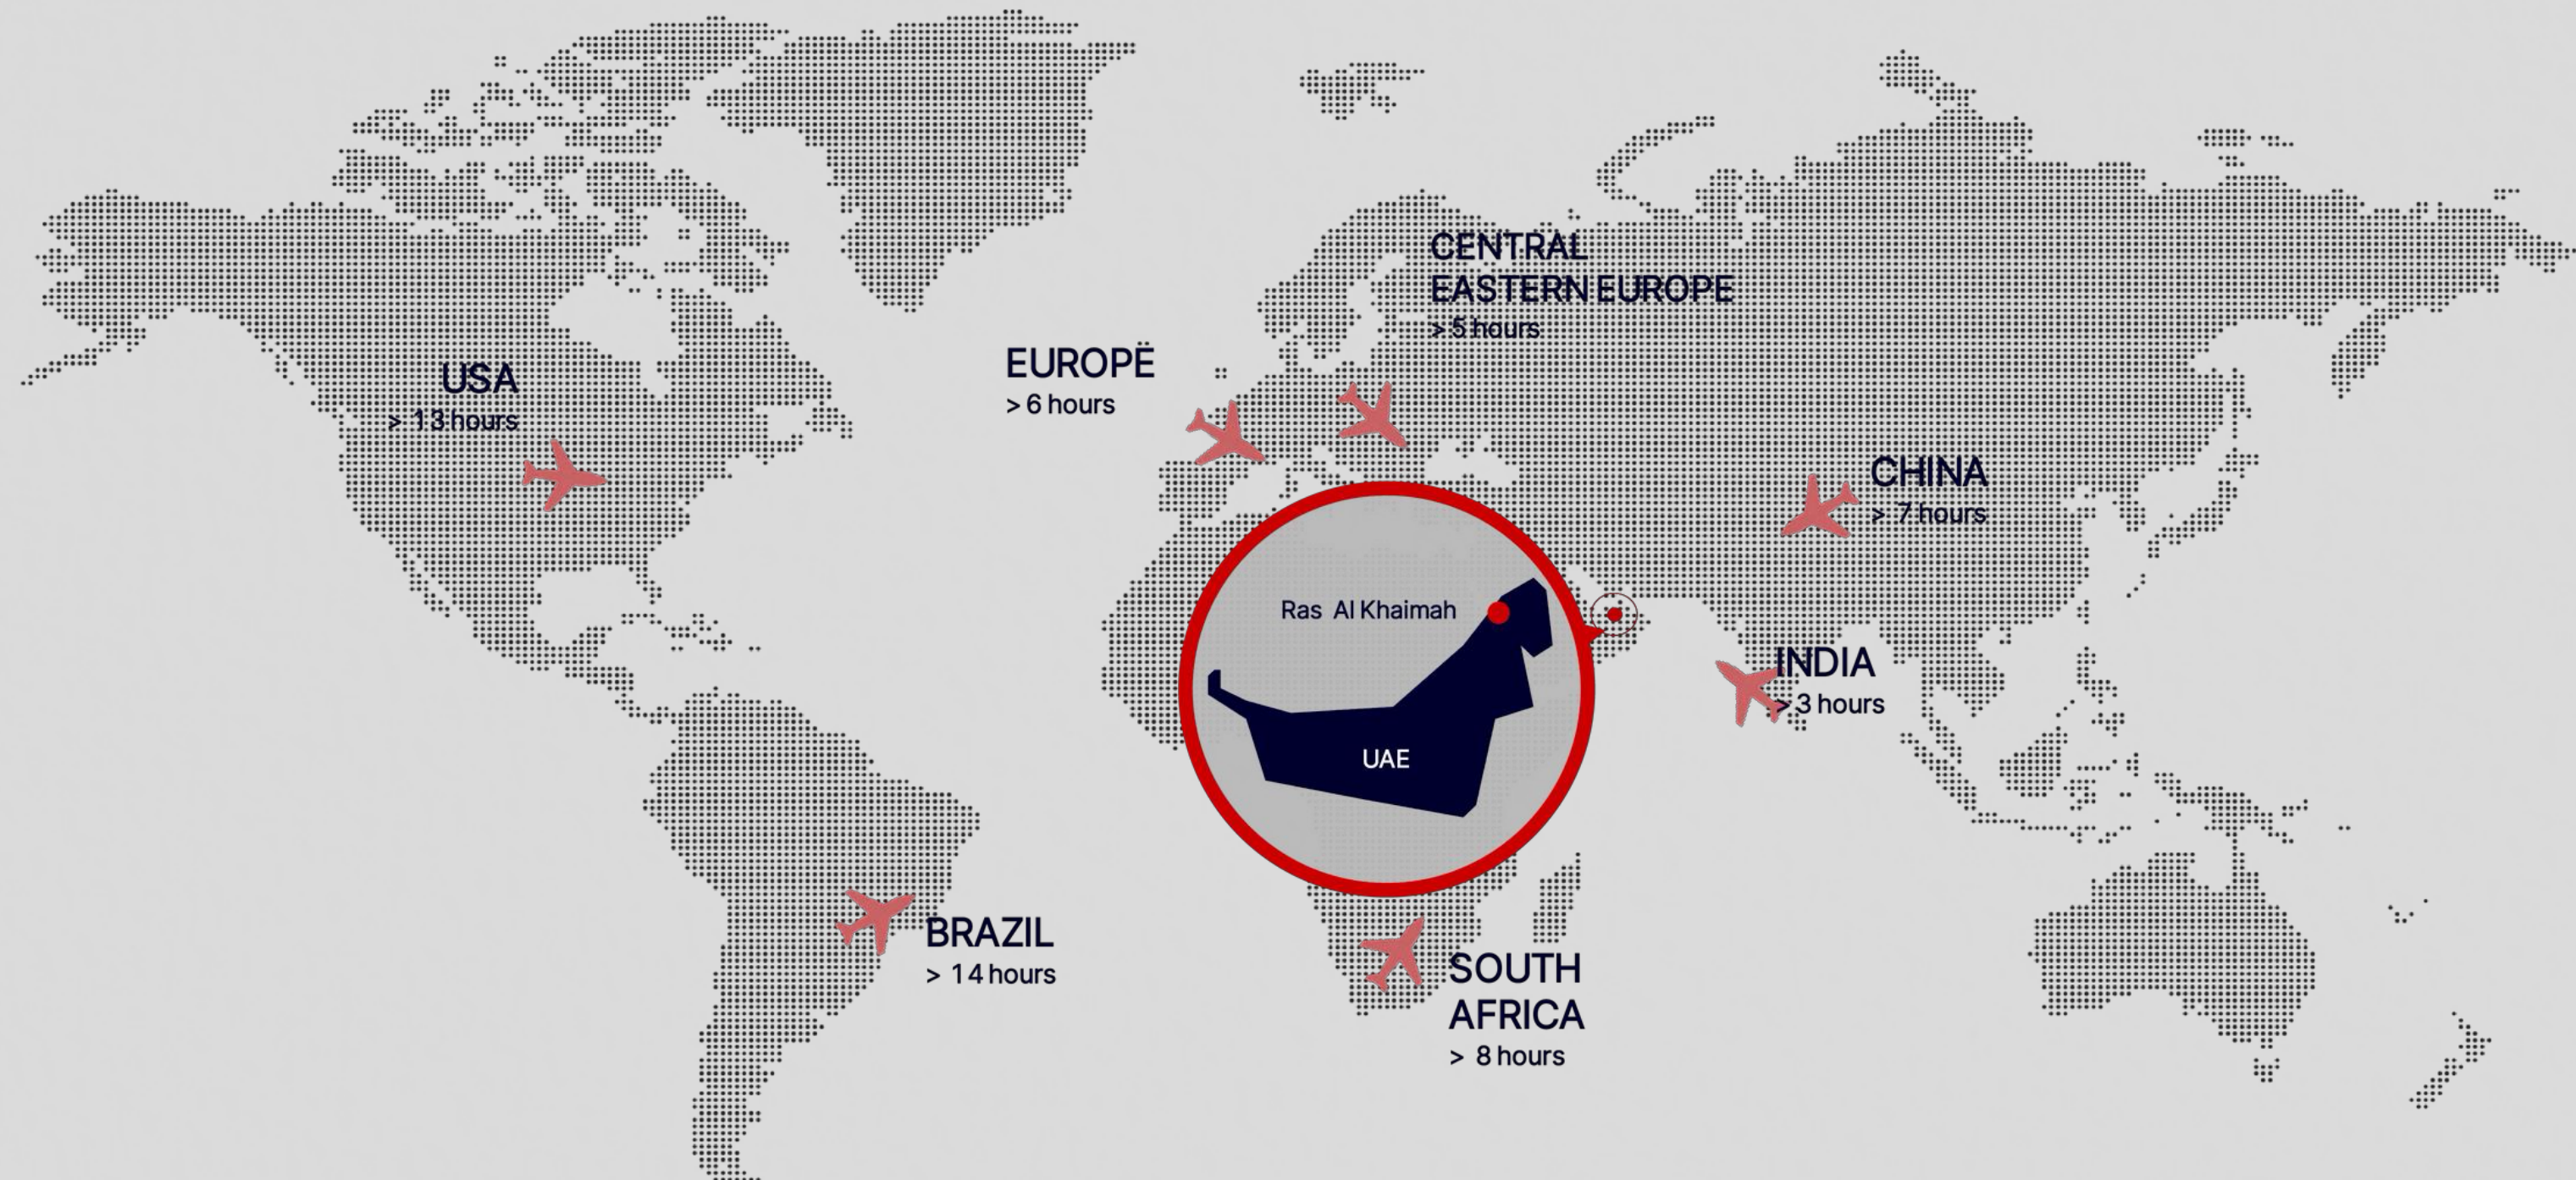 CENTRAL
EASTERN EUROPE
> 5 hours
EUROPE
> 6 hours
USA
> 13 hours
CHINA
> 7 hours
Ras Al Khaimah
INDIA
> 3 hours
UAE
BRAZIL
> 14 hours
SOUTH
AFRICA
> 8 hours